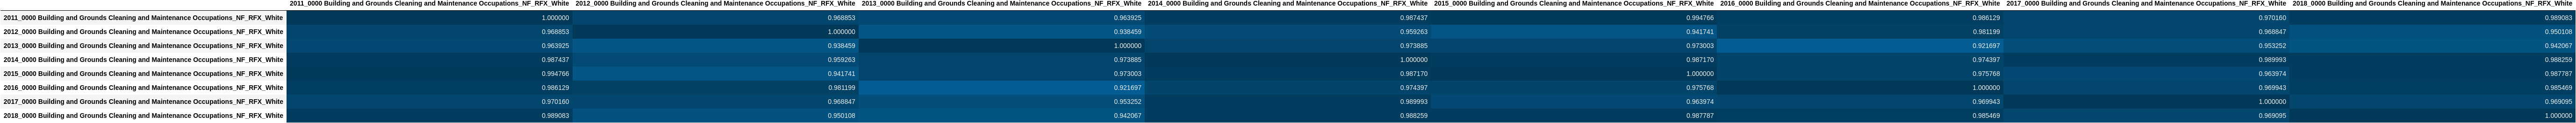 2011_0000 Building and Grounds Cleaning and Maintenance Occupations_NF_RFX_White 2012_0000 Building and Grounds Cleaning and Maintenance Occupations_NF_RFX_White 2013_0000 Building and Grounds Cleaning and Maintenance Occupations_NF_RFX_White 2014_0000 Building and Grounds Cleaning and Maintenance Occupations_NF_RFX_White 2015_0000 Building and Grounds Cleaning and Maintenance Occupations_NF_RFX_White 2016_0000 Building and Grounds Cleaning and Maintenance Occupations_NF_RFX_White 2017_0000 Building and Grounds Cleaning and Maintenance Occupations_NF_RFX_White 2018_0000 Building and Grounds Cleaning and Maintenance Occupations_NF_RFX_White
2011_0000 Building and Grounds Cleaning and Maintenance Occupations_NF_RFX_White 1.000000 0.968853 0.963925 0.987437 0.994766 0.986129 0.970160 0.989083
2012_0000 Building and Grounds Cleaning and Maintenance Occupations_NF_RFX_White 0.968853 1.000000 0.938459 0.959263 0.941741 0.981199 0.968847 0.950108
2013_0000 Building and Grounds Cleaning and Maintenance Occupations_NF_RFX_White 0.963925 0.938459 1.000000 0.973885 0.973003 0.921697 0.953252 0.942067
2014_0000 Building and Grounds Cleaning and Maintenance Occupations_NF_RFX_White 0.987437 0.959263 0.973885 1.000000 0.987170 0.974397 0.989993 0.988259
2015_0000 Building and Grounds Cleaning and Maintenance Occupations_NF_RFX_White 0.994766 0.941741 0.973003 0.987170 1.000000 0.975768 0.963974 0.987787
2016_0000 Building and Grounds Cleaning and Maintenance Occupations_NF_RFX_White 0.986129 0.981199 0.921697 0.974397 0.975768 1.000000 0.969943 0.985469
2017_0000 Building and Grounds Cleaning and Maintenance Occupations_NF_RFX_White 0.970160 0.968847 0.953252 0.989993 0.963974 0.969943 1.000000 0.969095
2018_0000 Building and Grounds Cleaning and Maintenance Occupations_NF_RFX_White 0.989083 0.950108 0.942067 0.988259 0.987787 0.985469 0.969095 1.000000